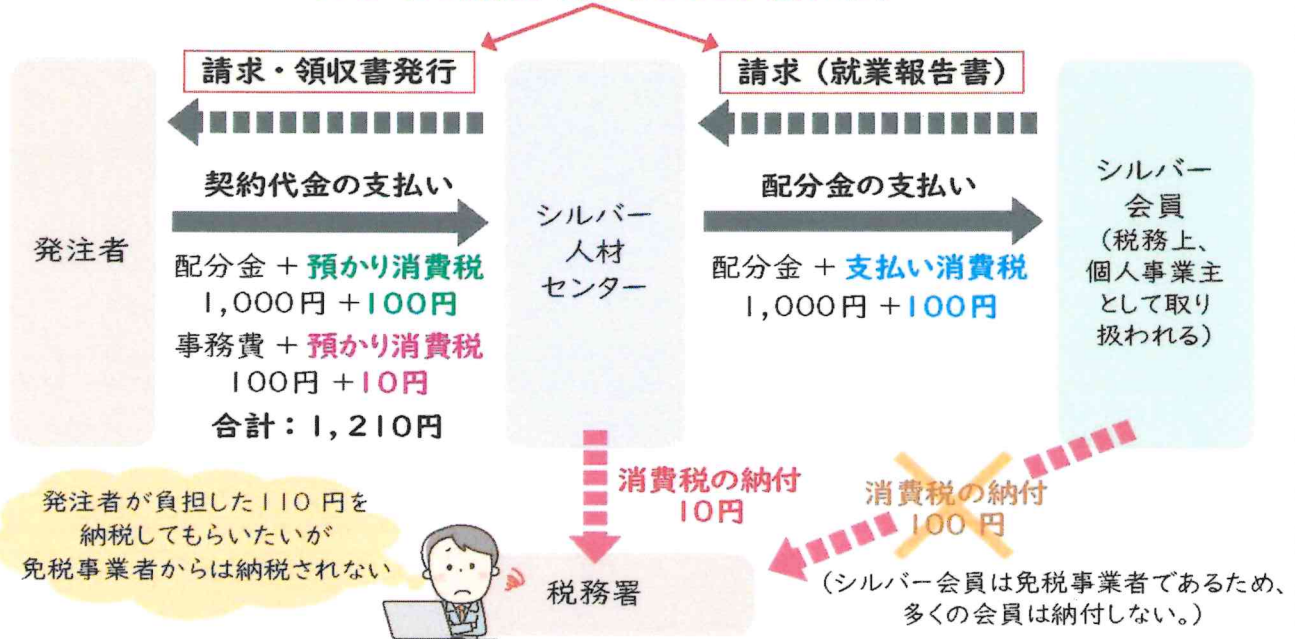 請求・領収書発行
請求（就業報告書）
発注者
契約代金の支払い
配分金 + 預かり消費税
1,000円 +100円
事務費 + 預かり消費税
100円 +10円
合計：1,210円
シルバー
人材
センター
配分金の支払い
配分金 + 支払い消費税
1,000円 +100円
シルバー
会員
（税務上、
個人事業主
として取り
扱われる）
発注者が負担した110円を
納税してもらいたいが
免税事業者からは納税されない
消費税の納付
10円
税務署
消費税の納付
100円
（シルバー会員は免税事業者であるため、
多くの会員は納付しない。）